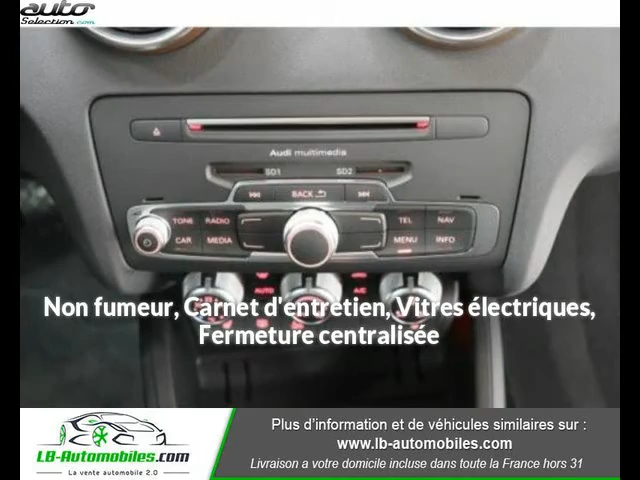 auto
Selection.com
Audi multimedia
SD1 SD2
BACK
TONE RADIO TEL NAV
CAR MEDIA MENU INFO
AUTO A/C
Non fumeur, Carnet d'entretien, Vitres électriques,
Fermeture centralisée
Plus d'information et de véhicules similaires sur :
www.lb-automobiles.com
Livraison a votre domicile incluse dans toute la France hors 31
LB-Automobiles.com
La vente automobile 2.0